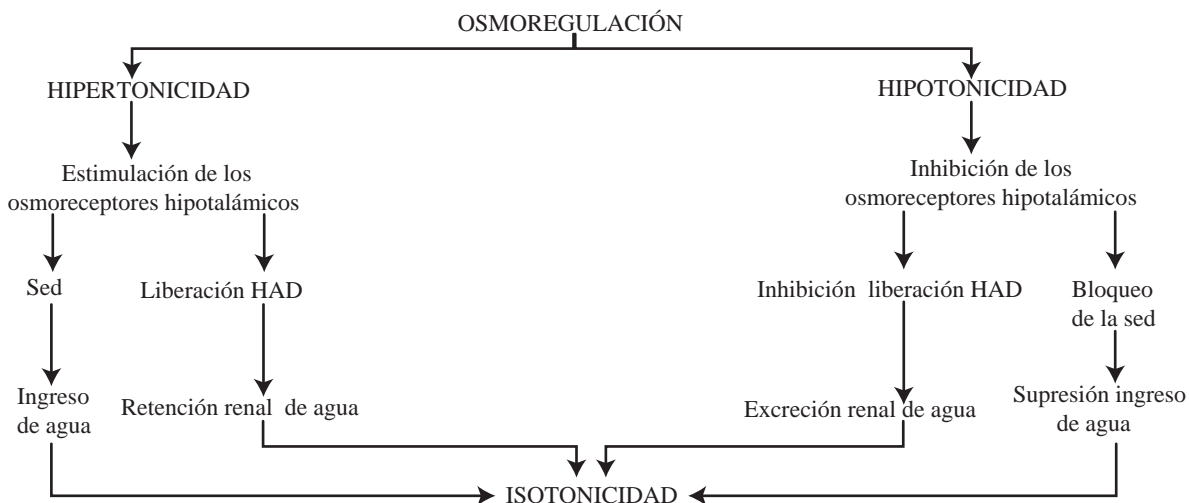 OSMOREGULACIÓN
HIPERTONICIDAD
HIPOTONICIDAD
Estimulación de los
osmoreceptores hipotalámicos
Inhibición de los
osmoreceptores hipotalámicos
Sed
Liberación HAD
Inhibición liberación HAD
Bloqueo
de la sed
Ingreso
de agua
Retención renal de agua
Excreción renal de agua
Supresión ingreso
de agua
ISOTONICIDAD